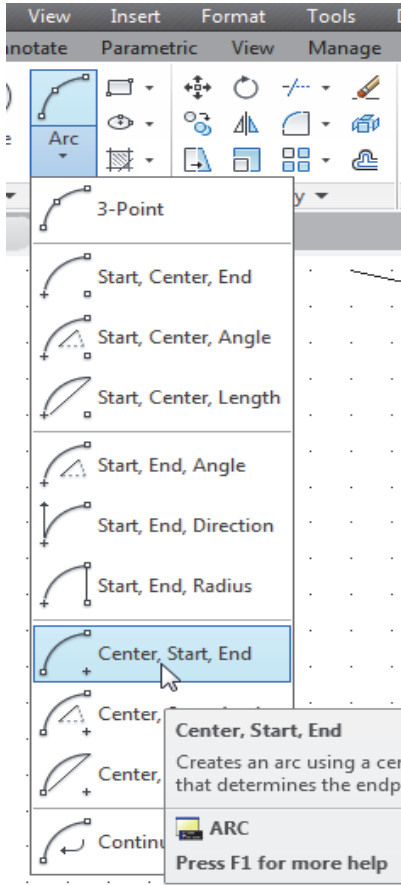 View Insert Format Tools
nnotate Parametric View Manage
Arc
3-Point
Start, Center, End
Start, Center, Angle
Start, Center, Length
Start, End, Angle
Start, End, Direction
Start, End, Radius
Center, Start, End
Center,
Center,
Continu
Center, Start, End
Creates an arc using a cen
that determines the endp
ARC
Press F1 for more help